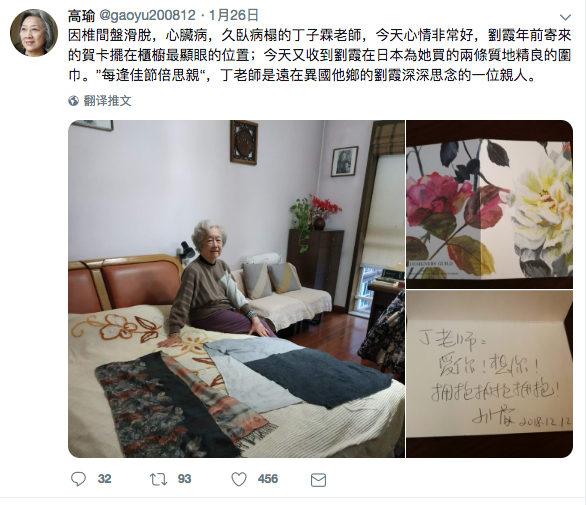 高瑜 @gaoyu200812 · 1月26日
因椎間盤滑脫，心臟病，久臥病榻的丁子霖老師，今天心情非常好，劉霞年前寄來
的賀卡擺在櫃櫥最顯眼的位置；今天又收到劉霞在日本為她買的兩條質地精良的圍
巾。”每逢佳節倍思親“，丁老師是遠在異國他鄉的劉霞深深思念的一位親人。
翻译推文
DESIGNERS GUILD
丁老师：
爱你！想你！
拥抱拥抱拥抱！
刘霞 2018.12.12
32 93 456